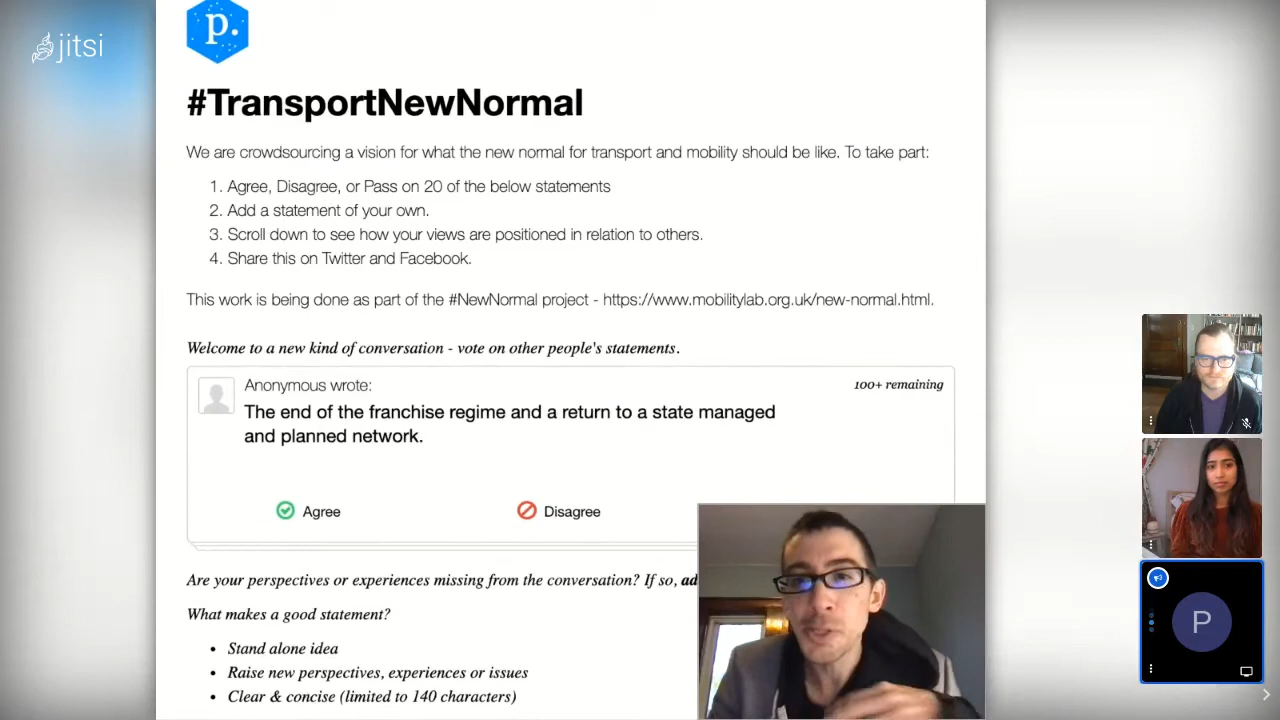 jitsi
p.
#TransportNewNormal
We are crowdsourcing a vision for what the new normal for transport and mobility should be like. To take part:
1. Agree, Disagree, or Pass on 20 of the below statements
2. Add a statement of your own.
3. Scroll down to see how your views are positioned in relation to others.
4. Share this on Twitter and Facebook.
This work is being done as part of the #NewNormal project - https://www.mobilitylab.org.uk/new-normal.html.
Welcome to a new kind of conversation - vote on other people's statements.
Anonymous wrote:
100+ remaining
The end of the franchise regime and a return to a state managed
and planned network.
Agree
Disagree
Are your perspectives or experiences missing from the conversation? If so, ad
What makes a good statement?
• Stand alone idea
• Raise new perspectives, experiences or issues
• Clear & concise (limited to 140 characters)
P